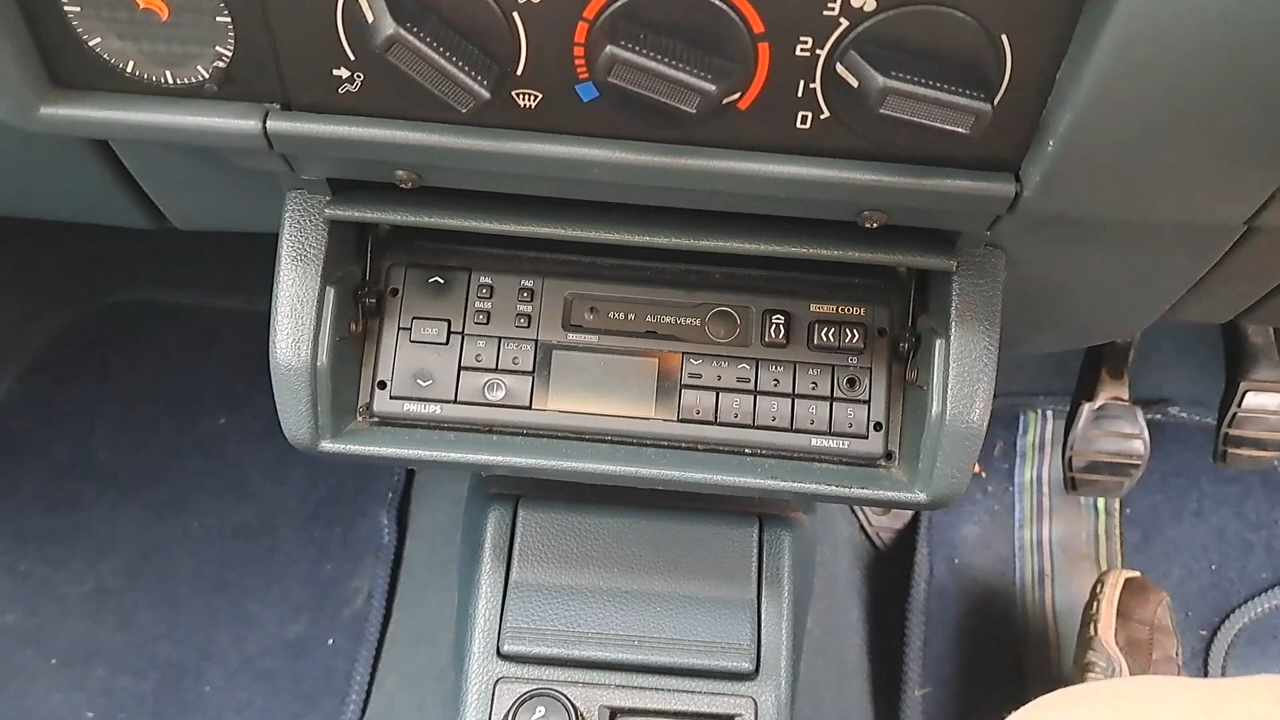 3
2
1
0
BAL
FAD
BASS
TREB
LOUD
DD
LOC/DX
4X6 W AUTOREVERSE
SECURITY CODE
A/M
ULM
AST
CD
1 2 3 4 5
PHILIPS
RENAULT